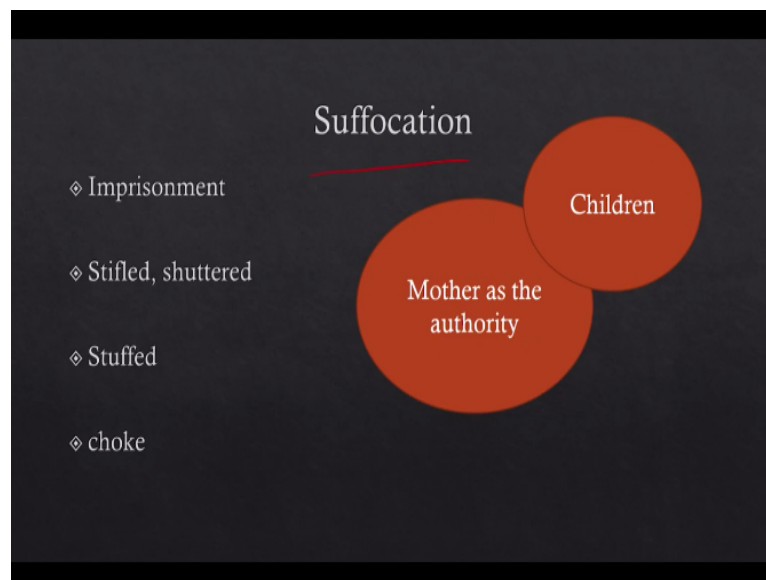 Suffocation
Imprisonment
Stifled, shuttered
Stuffed
choke
Children
Mother as the
authority